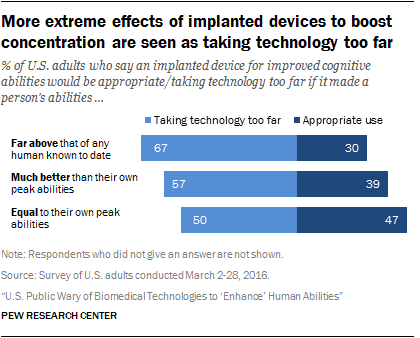 More extreme effects of implanted devices to boost
concentration are seen as taking technology too far
% of U.S. adults who say an implanted device for improved cognitive
abilities would be appropriate/taking technology too far if it made a
person's abilities ...
Taking technology too far Appropriate use
Far above that of any
human known to date
67 30
Much better than their own
peak abilities
57 39
Equal to their own peak
abilities
50 47
Note: Respondents who did not give an answer are not shown.
Source: Survey of U.S. adults conducted March 2-28, 2016.
“U.S. Public Wary of Biomedical Technologies to ‘Enhance’ Human Abilities”
PEW RESEARCH CENTER